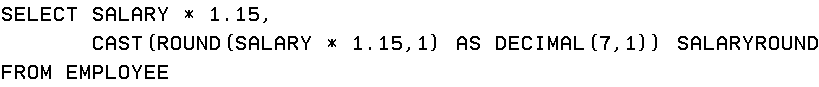 SELECT SALARY * 1.15,
       CAST(ROUND(SALARY * 1.15,1) AS DECIMAL(7,1)) SALARYROUND
FROM EMPLOYEE